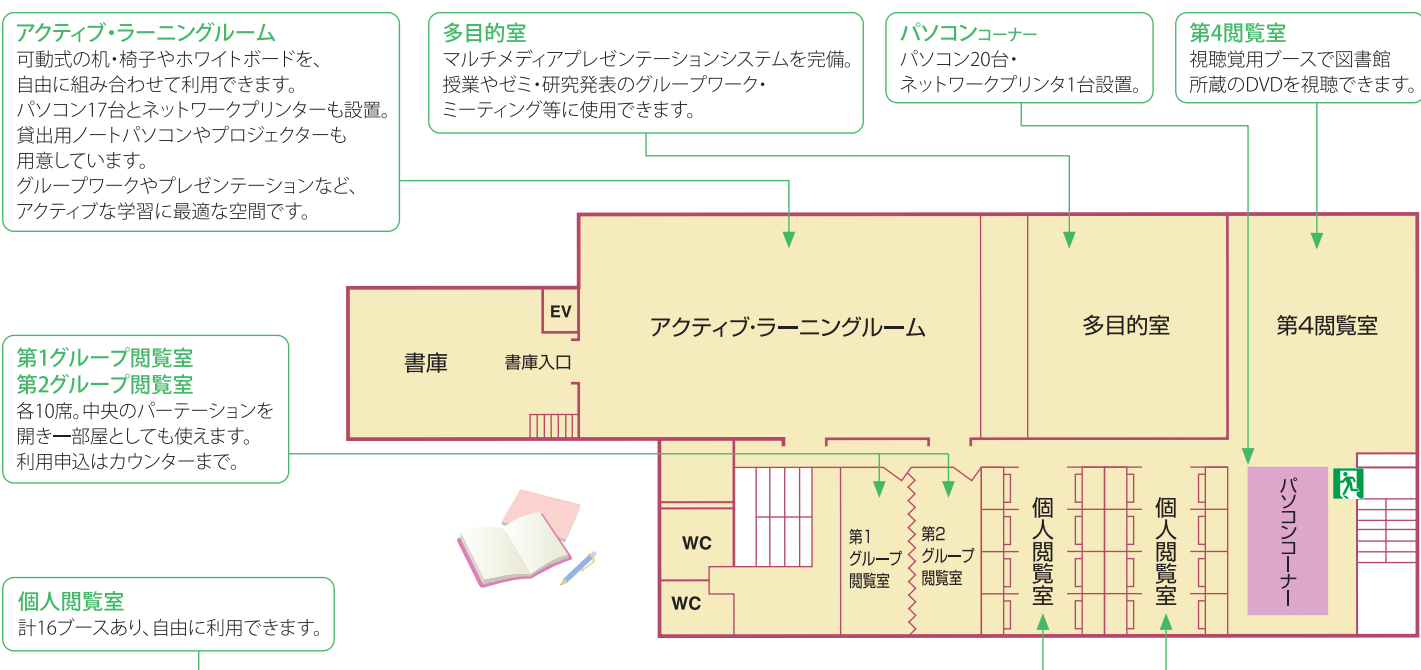 アクティブ・ラーニングルーム
可動式の机・椅子やホワイトボードを、
自由に組み合わせて利用できます。
パソコン17台とネットワークプリンターも設置。
貸出用ノートパソコンやプロジェクターも
用意しています。
グループワークやプレゼンテーションなど、
アクティブな学習に最適な空間です。
多目的室
マルチメディアプレゼンテーションシステムを完備。
授業やゼミ・研究発表のグループワーク・
ミーティング等に使用できます。
パソコンコーナー
パソコン20台・
ネットワークプリンタ1台設置。
第4閲覧室
視聴覚用ブースで図書館
所蔵のDVDを視聴できます。
第1グループ閲覧室
第2グループ閲覧室
各10席。中央のパーテーションを
開き一部屋としても使えます。
利用申込はカウンターまで。
個人閲覧室
計16ブースあり、自由に利用できます。
書庫
EV
書庫入口
アクティブ・ラーニングルーム
多目的室
第4閲覧室
WC
WC
第1
グループ
閲覧室
第2
グループ
閲覧室
個人閲覧室
個人閲覧室
パソコンコーナー